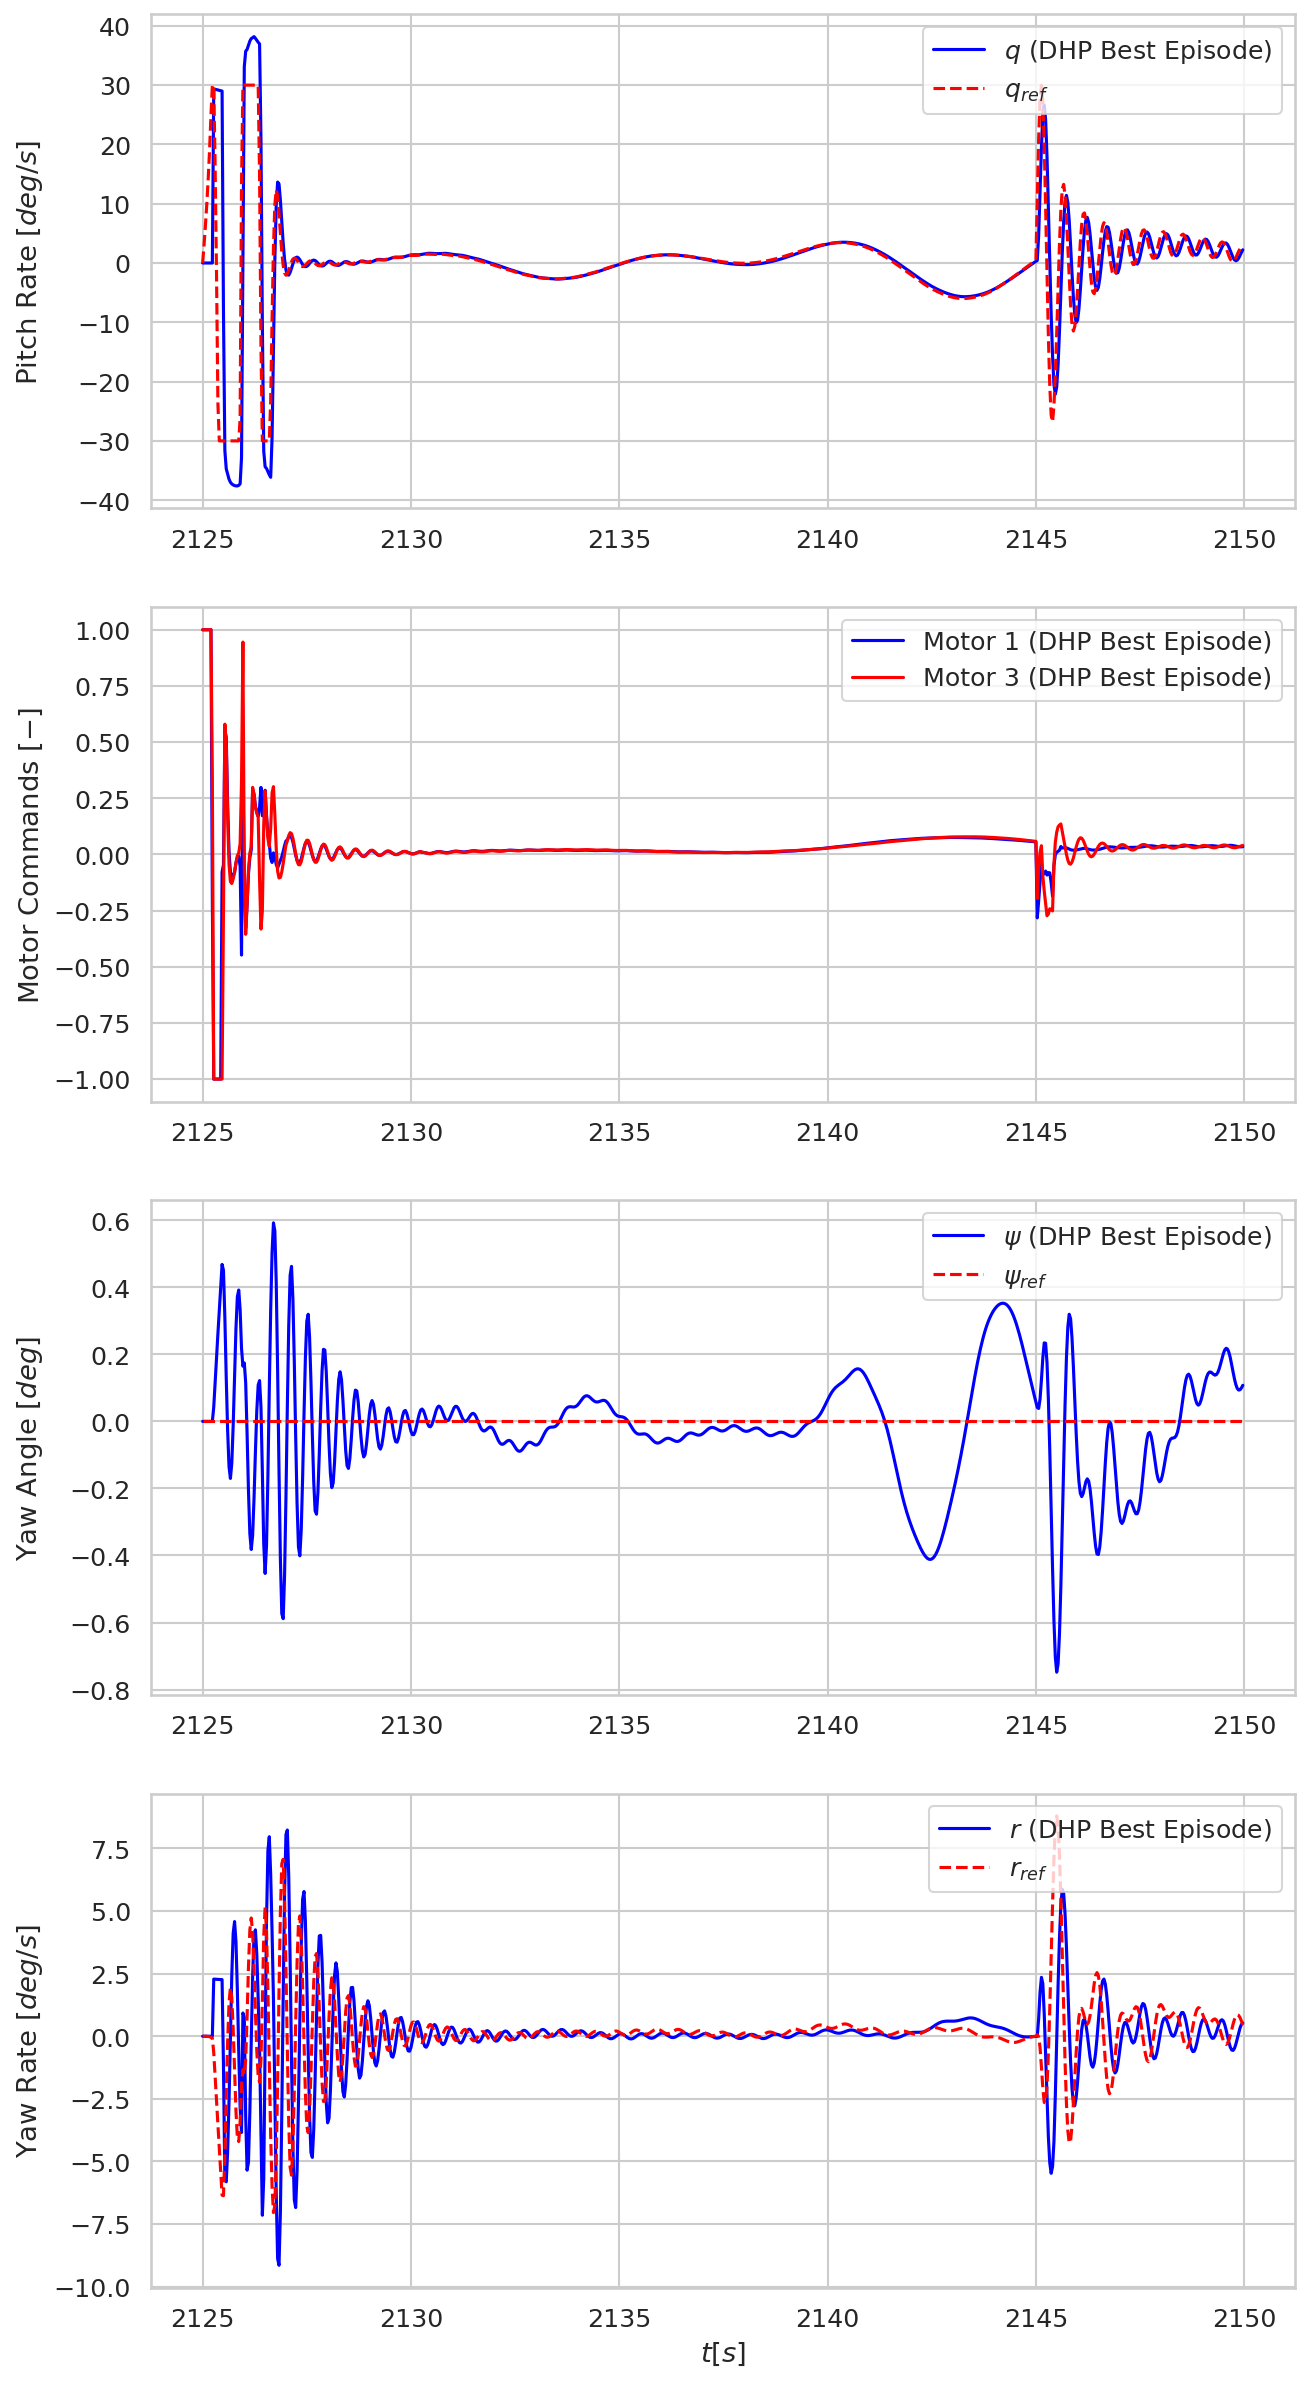 40
30
20
10
0
−10
−20
−30
−40
Pitch Rate [deg/s]
q (DHP Best Episode)
q_ref
2125 2130 2135 2140 2145 2150
1.00
0.75
0.50
0.25
0.00
−0.25
−0.50
−0.75
−1.00
Motor Commands [−]
Motor 1 (DHP Best Episode)
Motor 3 (DHP Best Episode)
2125 2130 2135 2140 2145 2150
0.6
0.4
0.2
0.0
−0.2
−0.4
−0.6
−0.8
Yaw Angle [deg]
ψ (DHP Best Episode)
ψ_ref
2125 2130 2135 2140 2145 2150
7.5
5.0
2.5
0.0
−2.5
−5.0
−7.5
−10.0
Yaw Rate [deg/s]
r (DHP Best Episode)
r_ref
2125 2130 2135 2140 2145 2150
t[s]